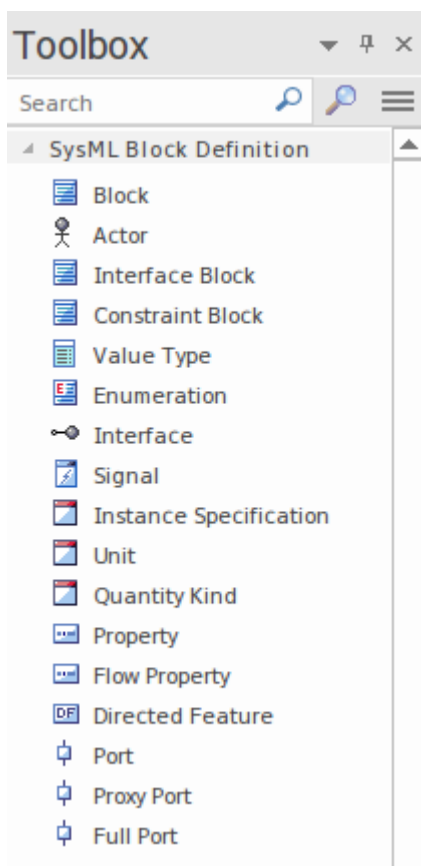 Toolbox
Search
SysML Block Definition
Block
Actor
Interface Block
Constraint Block
Value Type
E
Enumeration
Interface
Signal
Instance Specification
Unit
Quantity Kind
Property
Flow Property
DF Directed Feature
Port
Proxy Port
Full Port